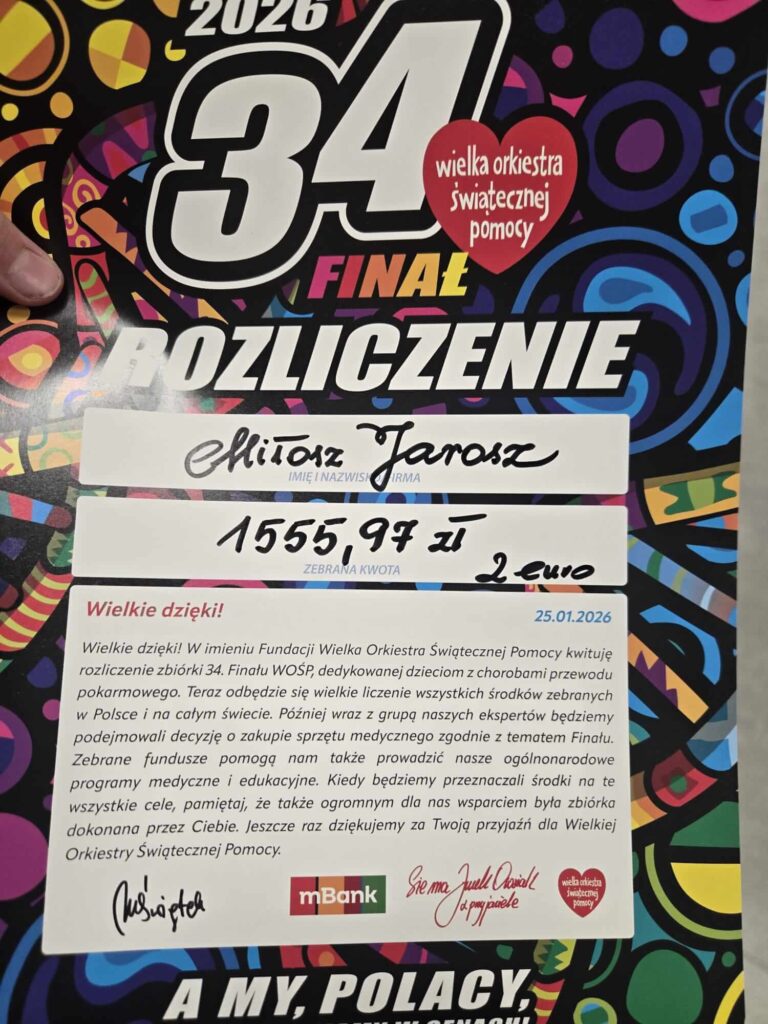 2026
34
wielka orkiestra
świątecznej
pomocy
FINAŁ
ROZLICZENIE
Miłosz Jarosz
IMIĘ I NAZWISKO/FIRMA
1555,97 zł
2 euro
ZEBRANA KWOTA
Wielkie dzięki!
25.01.2026
Wielkie dzięki! W imieniu Fundacji Wielka Orkiestra Świątecznej Pomocy kwituję
rozliczenie zbiórki 34. Finału WOŚP, dedykowanej dzieciom z chorobami przewodu
pokarmowego. Teraz odbędzie się wielkie liczenie wszystkich środków zebranych
w Polsce i na całym świecie. Później wraz z grupą naszych ekspertów będziemy
podejmowali decyzję o zakupie sprzętu medycznego zgodnie z tematem Finału.
Zebrane fundusze pomogą nam także prowadzić nasze ogólnonarodowe
programy medyczne i edukacyjne. Kiedy będziemy przeznaczali środki na te
wszystkie cele, pamiętaj, że także ogromnym dla nas wsparciem była zbiórka
dokonana przez Ciebie. Jeszcze raz dziękujemy za Twoją przyjaźń dla Wielkiej
Orkiestry Świątecznej Pomocy.
mBank
Sie ma Jurek Owsiak
z przyjaciele
wielka orkiestra
świątecznej
pomocy
A MY, POLACY,